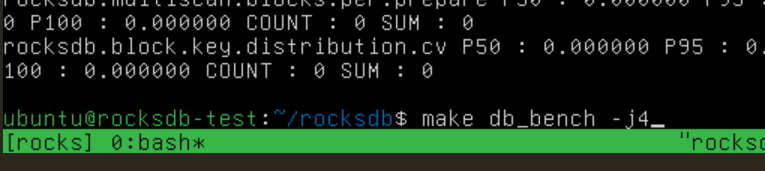 rocksdb.multiscan.blocks.per.prepare P50 : 0.000000 P95 :
0 P100 : 0.000000 COUNT : 0 SUM : 0
rocksdb.block.key.distribution.cv P50 : 0.000000 P95 : 0.
100 : 0.000000 COUNT : 0 SUM : 0
ubuntu@rocksdb-test:~/rocksdb$ make db_bench -j4_
[rocks] 0:bash* "rocksd